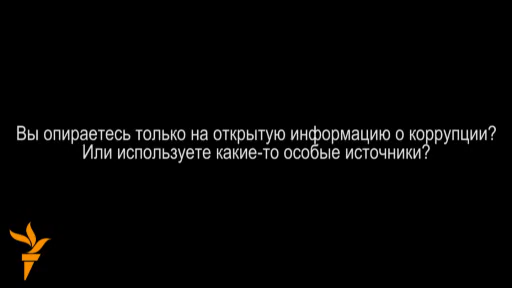 Вы опираетесь только на открытую информацию о коррупции?
Или используете какие-то особые источники?